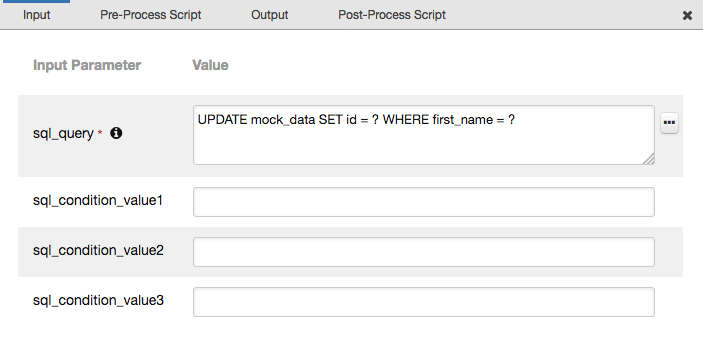 Input Pre-Process Script Output Post-Process Script
Input Parameter Value
sql_query * UPDATE mock_data SET id = ? WHERE first_name = ?
sql_condition_value1
sql_condition_value2
sql_condition_value3